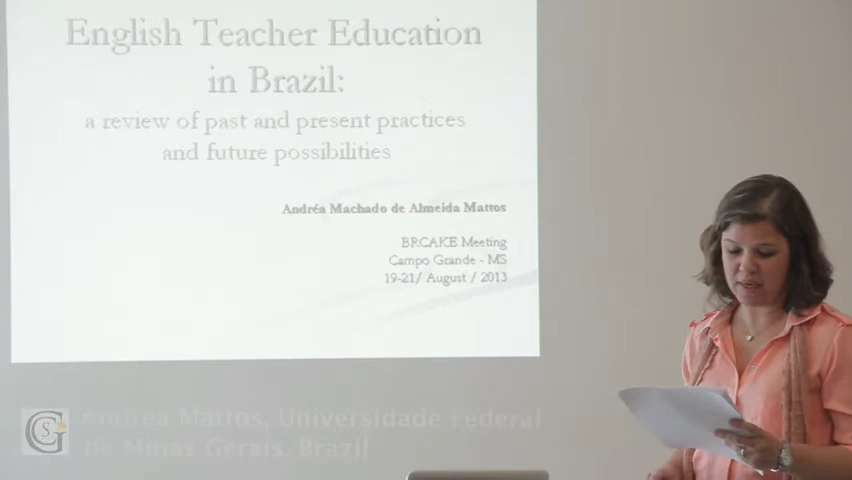 English Teacher Education
in Brazil:
a review of past and present practices
and future possibilities
Andréa Machado de Almeida Mattos
BRCAKE Meeting
Campo Grande - MS
19-21/ August / 2013
Andrea Mattos, Universidade Federal
de Minas Gerais, Brazil